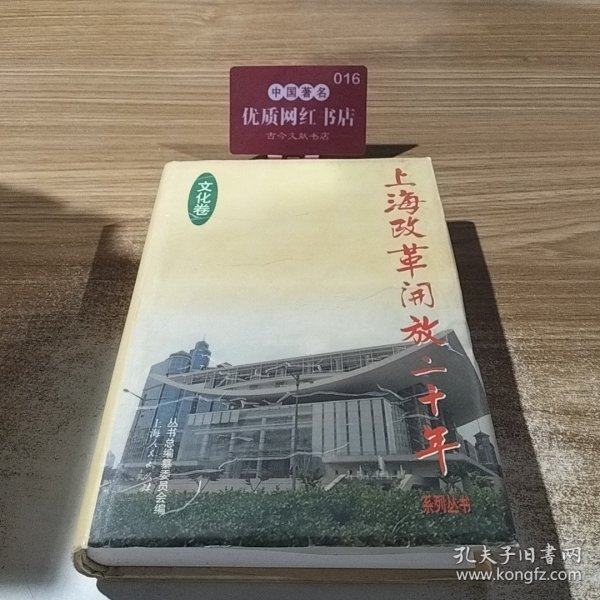 016
中国著名
优质网红书店
古今文献书店
文化卷
上海改革开放二十年
系列丛书
丛书总编纂委员会编
上海人民出版社
孔夫子旧书网
www.kongfz.com